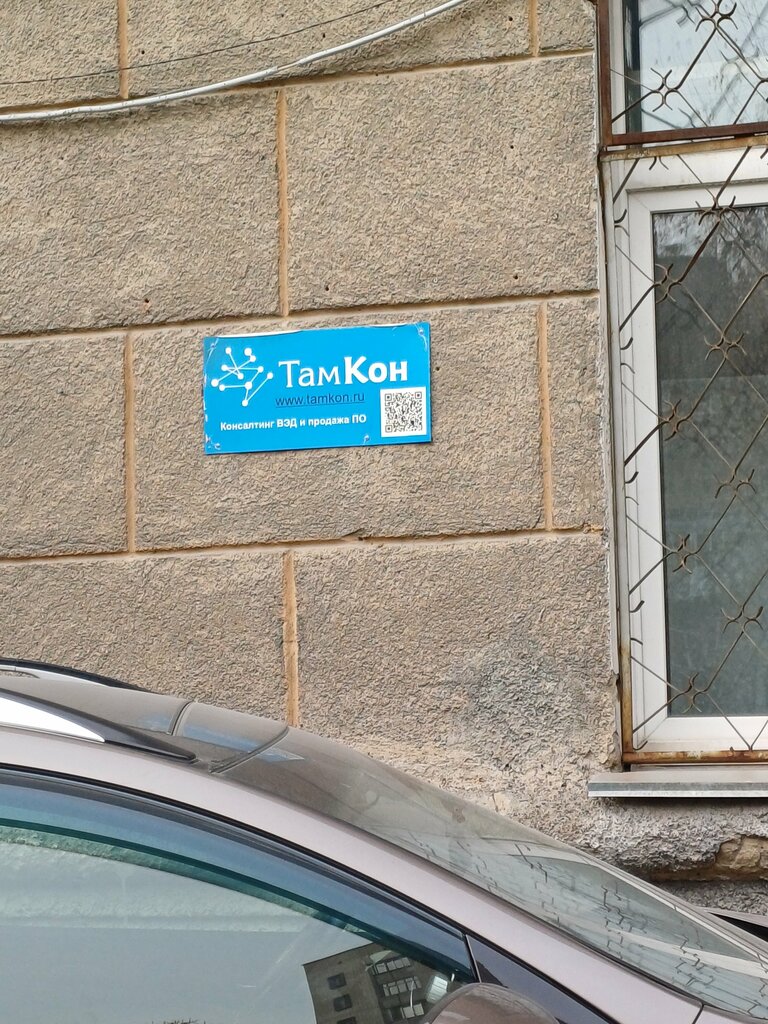 ТамКон
www.tamkon.ru
Консалтинг ВЭД и продажа ПО